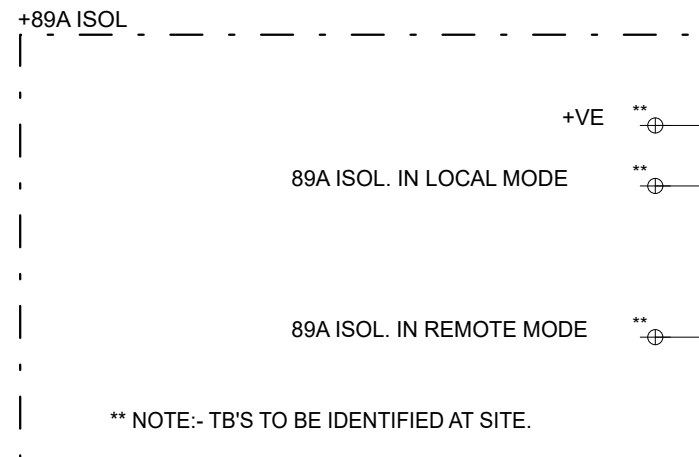 +89A ISOL
+VE **
89A ISOL. IN LOCAL MODE **
89A ISOL. IN REMOTE MODE **
** NOTE:- TB'S TO BE IDENTIFIED AT SITE.